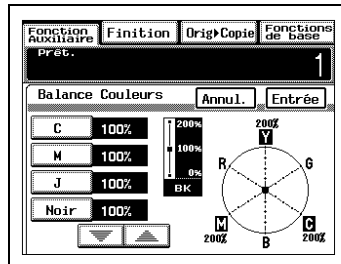 Fonction Auxiliaire
Finition
Orig▸Copie
Fonctions de base
Prêt.
1
Balance Couleurs
Annul.
Entrée
C 100%
M 100%
J 100%
Noir 100%
200%
100%
0%
BK
200%
Y
R
G
M
C
200%
B
200%